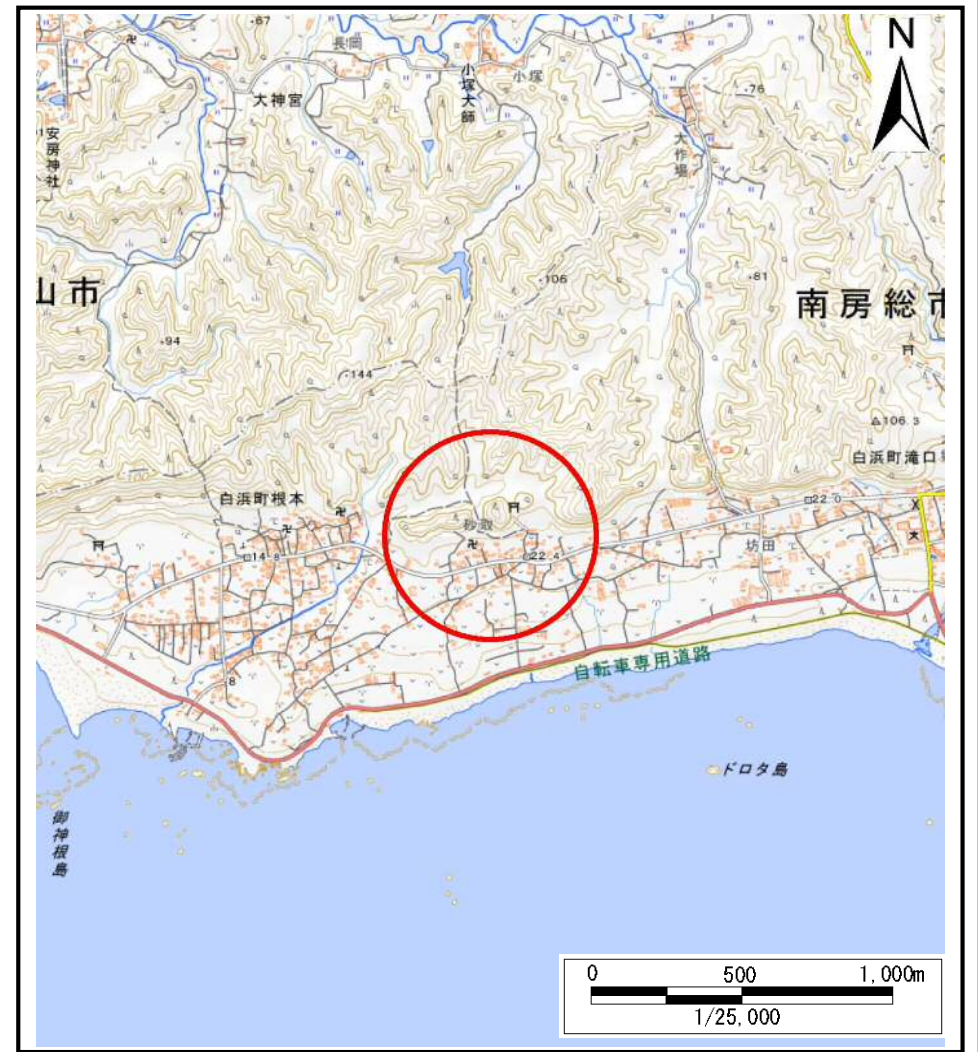 67
長岡
N
小塚
小塚大師
大神宮
76
安房神社
大作場
106
81
山市
南房総市
94
144
106.3
白浜町滝口
白浜町根本
22.0
砂取
坊田
14.8
22.4
自転車専用道路
8
ドロタ島
御神根島
0 500 1,000m
1/25,000